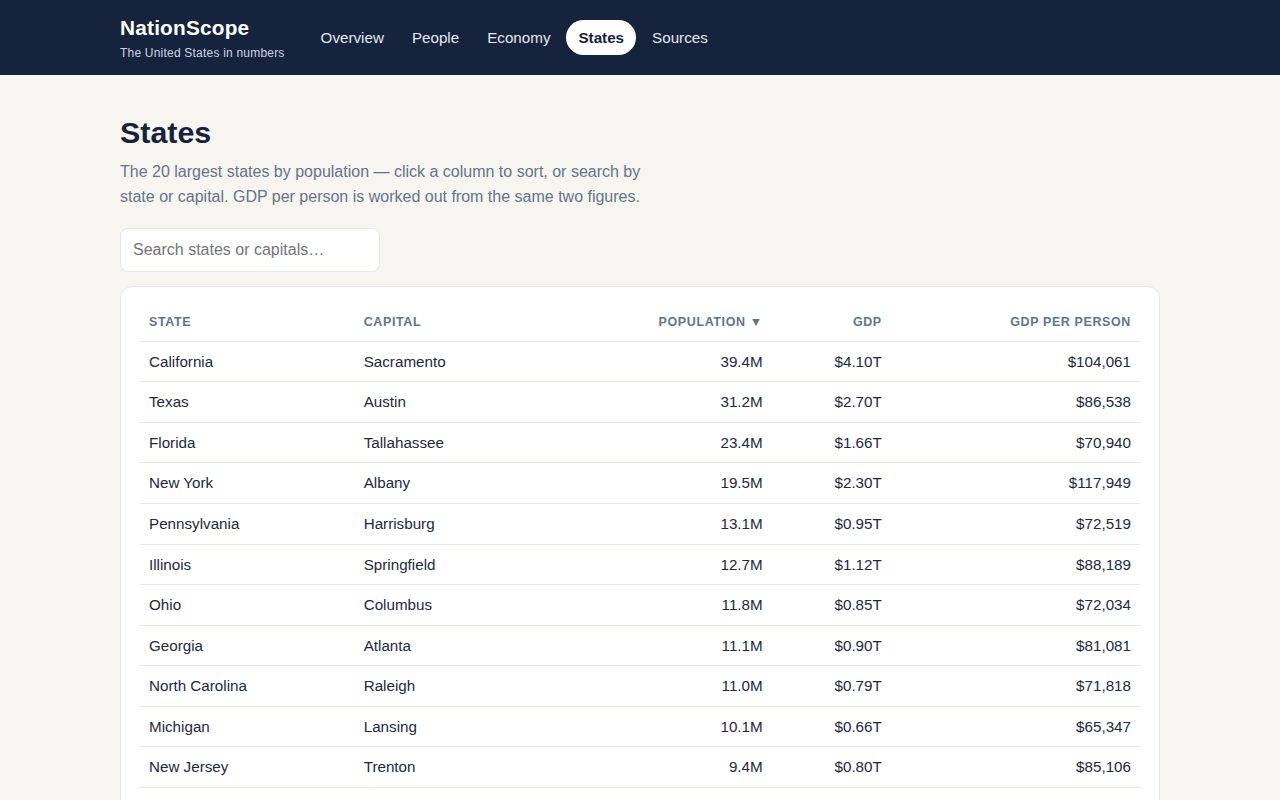 NationScope
The United States in numbers
Overview People Economy States Sources
States
The 20 largest states by population — click a column to sort, or search by
state or capital. GDP per person is worked out from the same two figures.
Search states or capitals…
STATE CAPITAL POPULATION ▼ GDP GDP PER PERSON
California Sacramento 39.4M $4.10T $104,061
Texas Austin 31.2M $2.70T $86,538
Florida Tallahassee 23.4M $1.66T $70,940
New York Albany 19.5M $2.30T $117,949
Pennsylvania Harrisburg 13.1M $0.95T $72,519
Illinois Springfield 12.7M $1.12T $88,189
Ohio Columbus 11.8M $0.85T $72,034
Georgia Atlanta 11.1M $0.90T $81,081
North Carolina Raleigh 11.0M $0.79T $71,818
Michigan Lansing 10.1M $0.66T $65,347
New Jersey Trenton 9.4M $0.80T $85,106